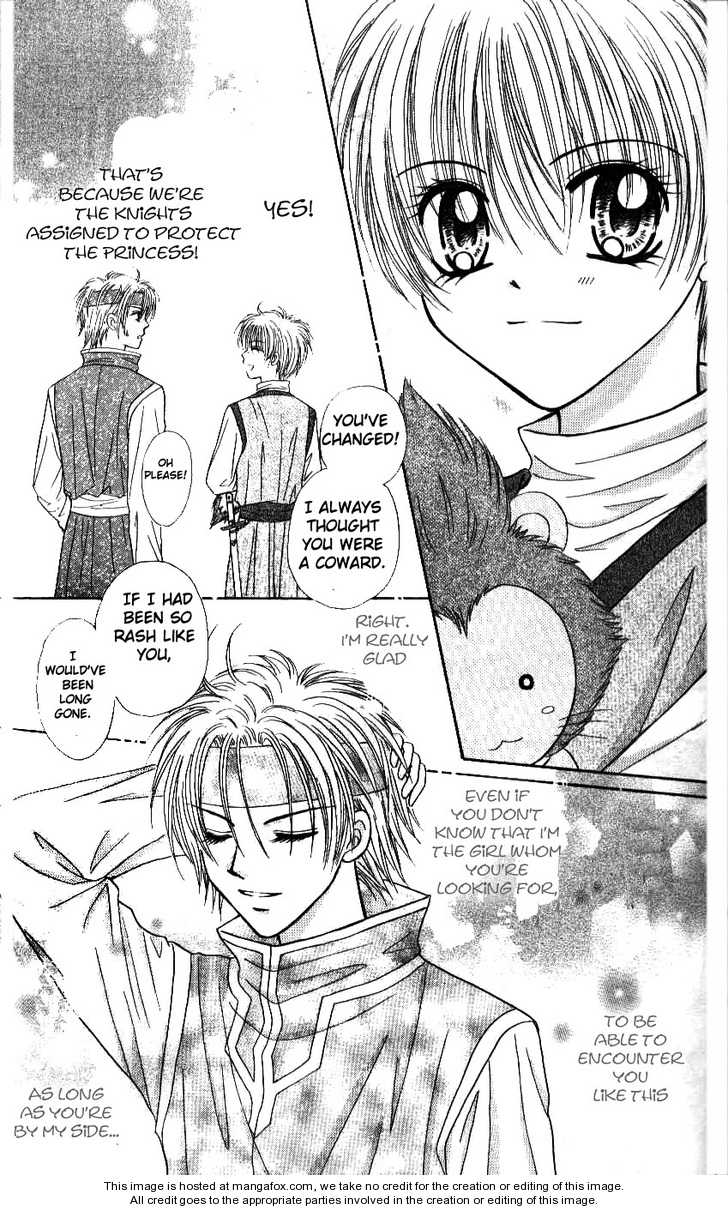 THAT'S
BECAUSE WE'RE
THE KNIGHTS
ASSIGNED TO PROTECT
THE PRINCESS!
YES!
YOU'VE
CHANGED!
I ALWAYS
THOUGHT
YOU WERE
A COWARD.
OH
PLEASE!
IF I HAD
BEEN SO
RASH LIKE
YOU,
I
WOULD'VE
BEEN
LONG
GONE.
RIGHT.
I'M REALLY
GLAD
TO BE
ABLE TO
ENCOUNTER
YOU
LIKE THIS
EVEN IF
YOU DON'T
KNOW THAT I'M
THE GIRL WHOM
YOU'RE
LOOKING FOR,
AS LONG
AS YOU'RE
BY MY SIDE...
This image is hosted at mangafox.com, we take no credit for the creation or editing of this image.
All credit goes to the appropriate parties involved in the creation or editing of this image.